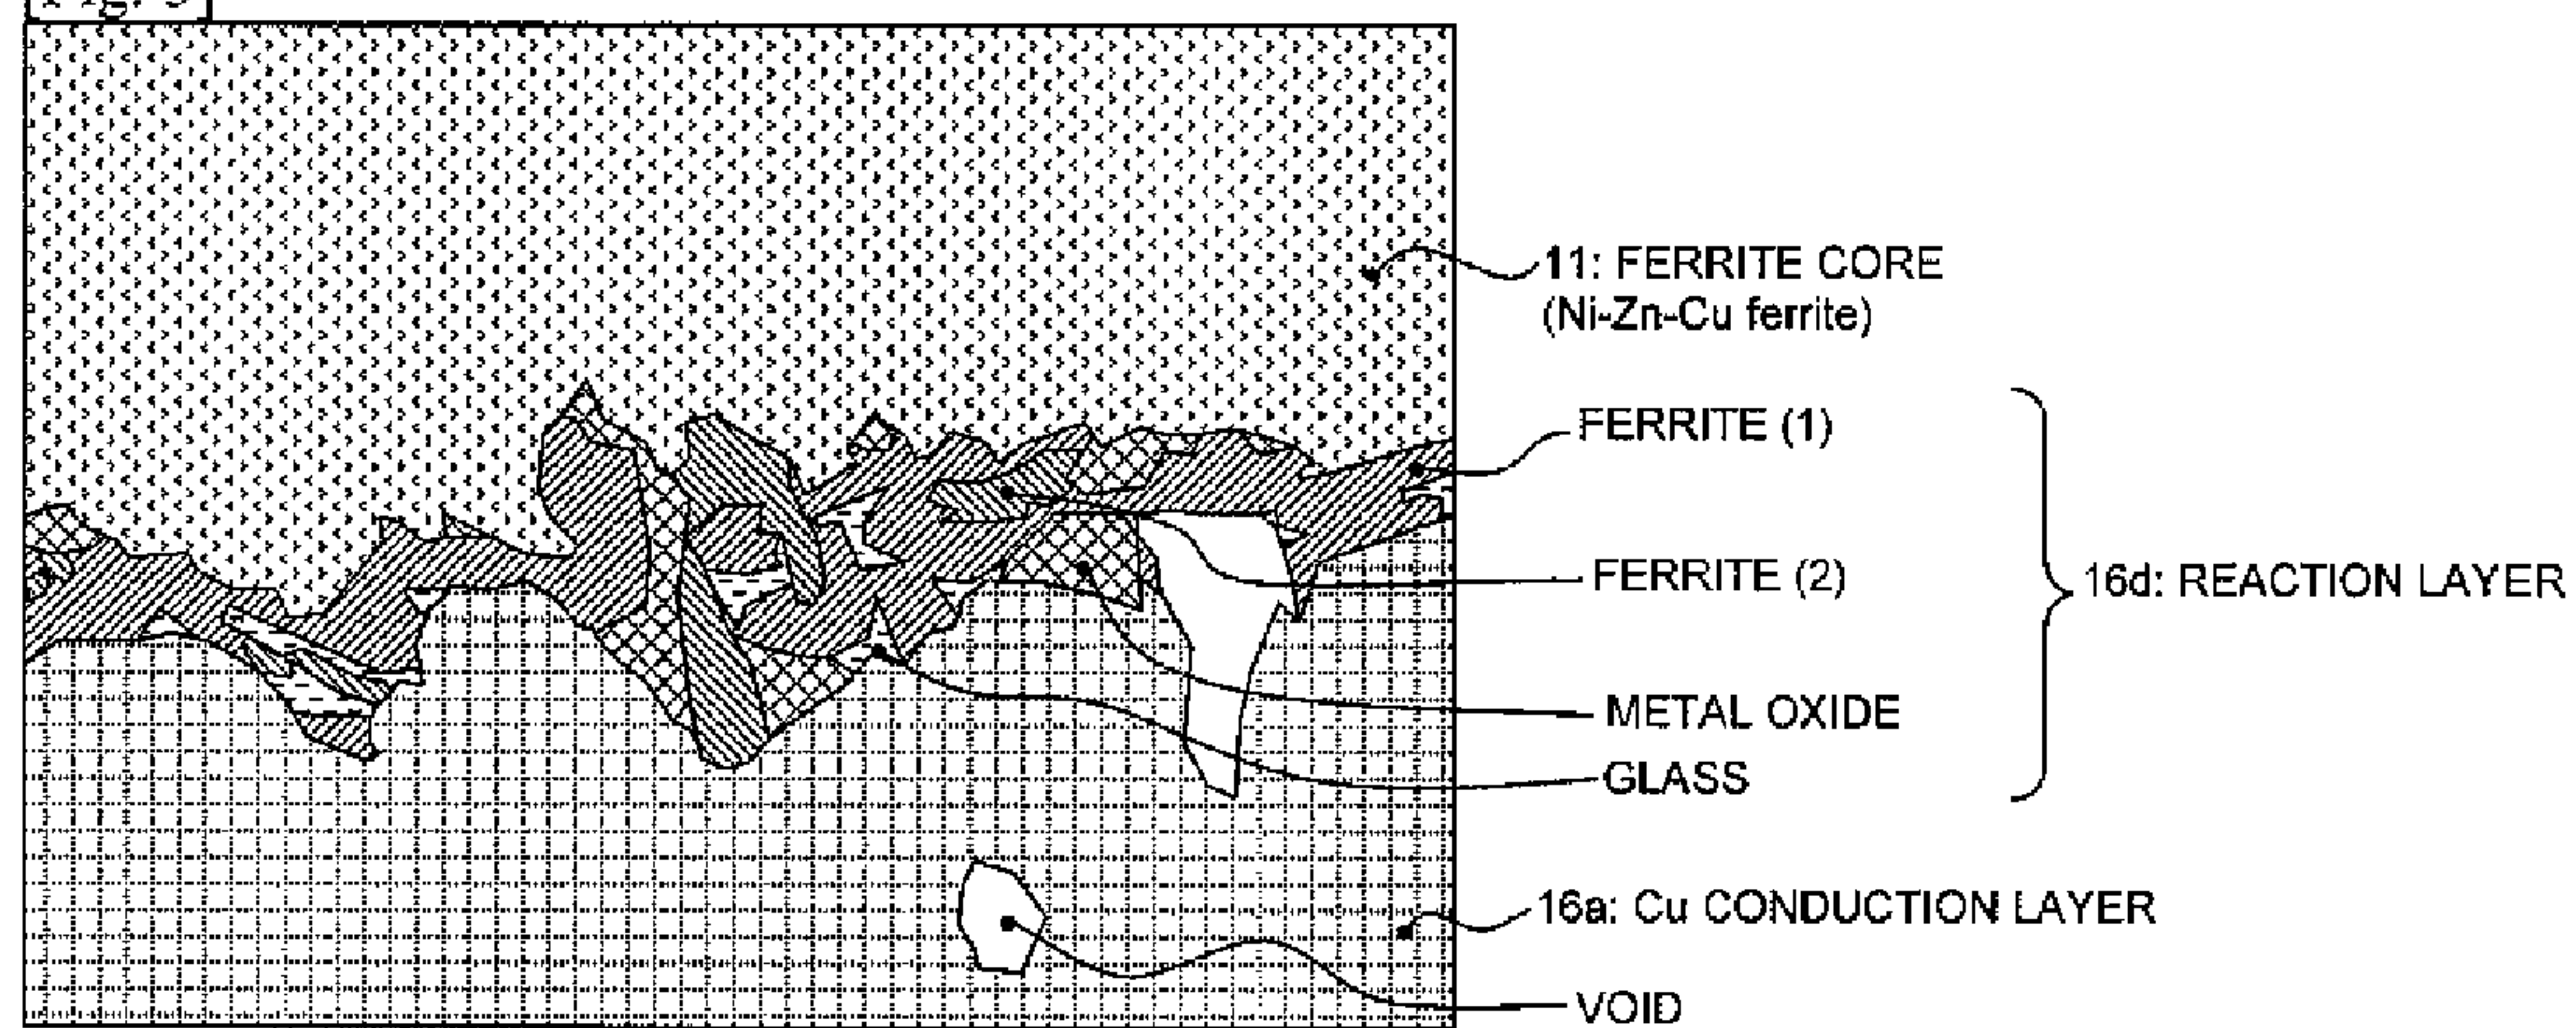 11: FERRITE CORE
(Ni-Zn-Cu ferrite)
FERRITE (1)
FERRITE (2)
16d: REACTION LAYER
METAL OXIDE
GLASS
16a: Cu CONDUCTION LAYER
VOID